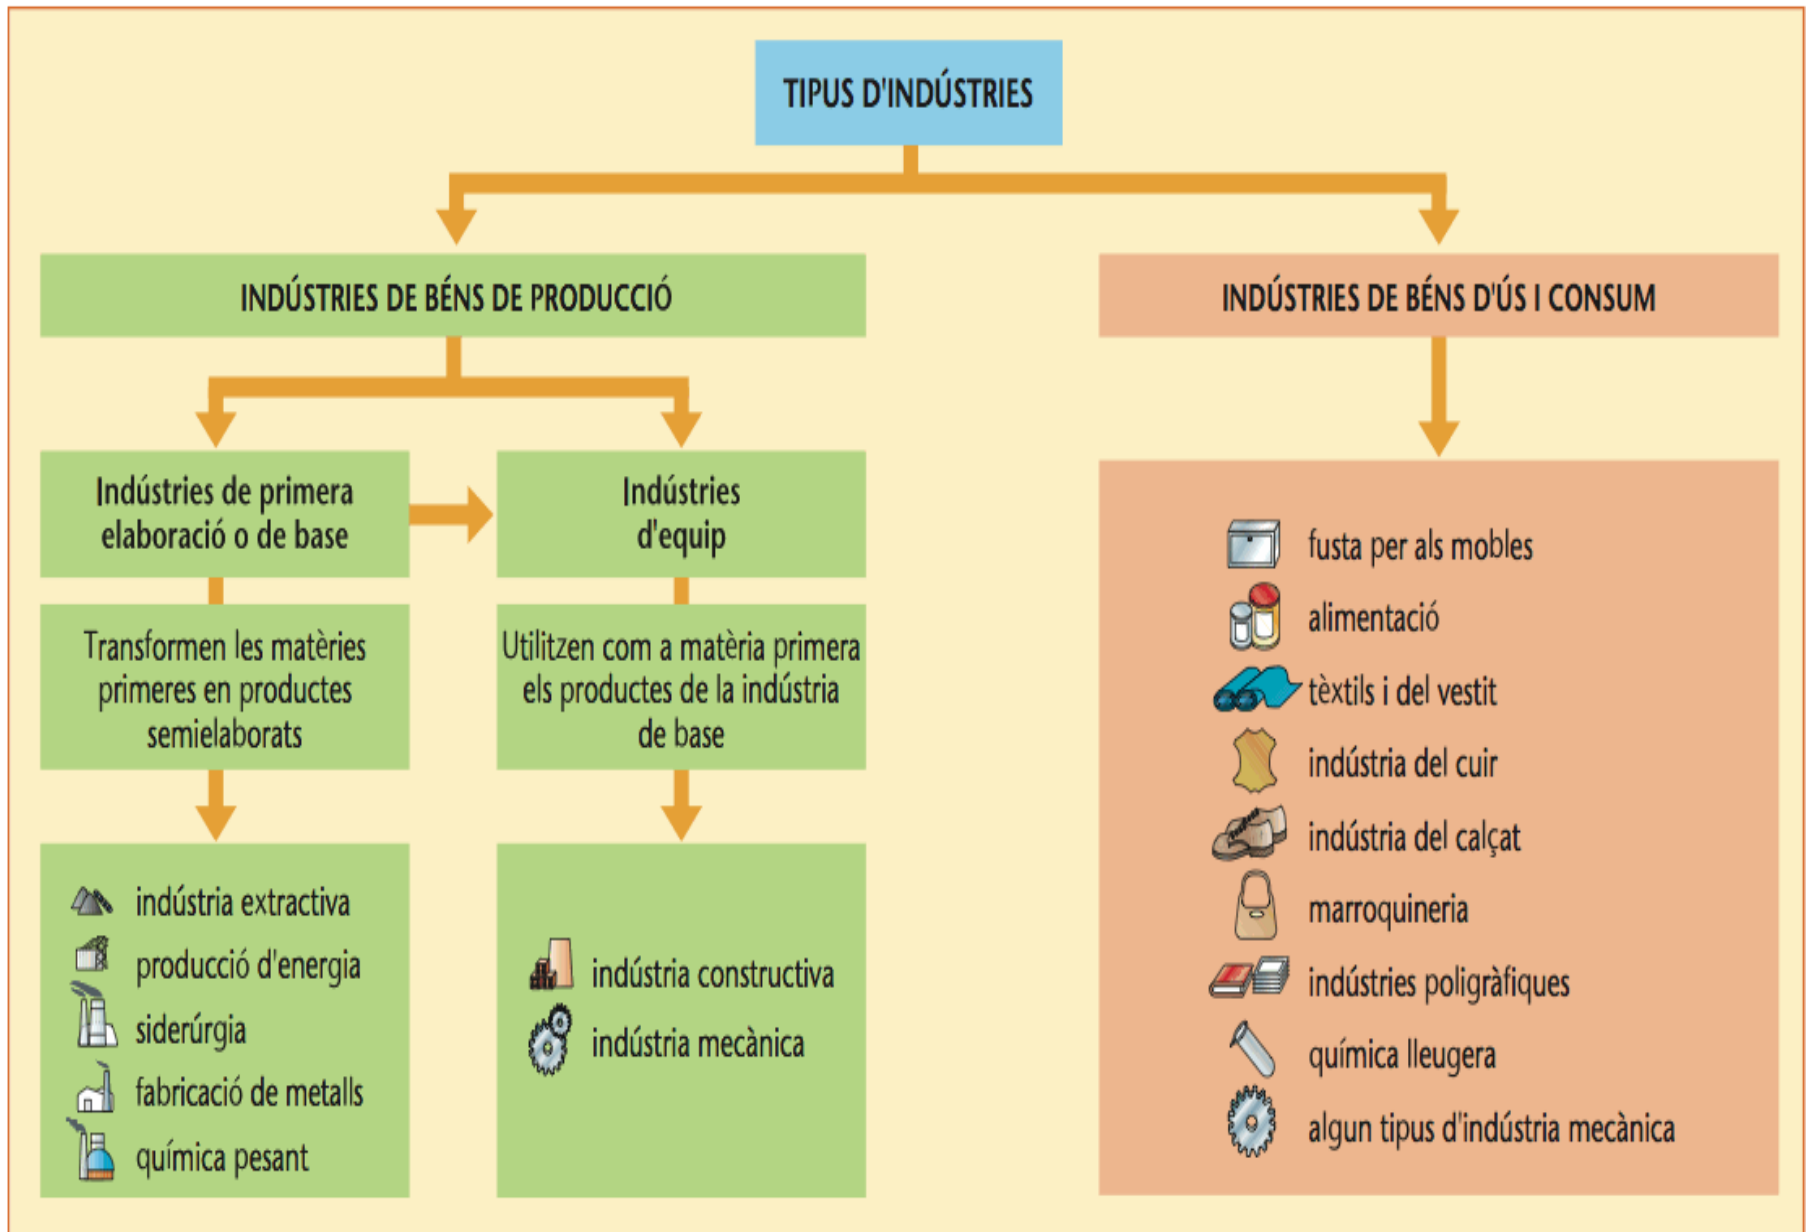 TIPUS D'INDÚSTRIES
INDÚSTRIES DE BÉNS DE PRODUCCIÓ
INDÚSTRIES DE BÉNS D'ÚS I CONSUM
Indústries de primera
elaboració o de base
Indústries
d'equip
Transformen les matèries
primeres en productes
semielaborats
Utilitzen com a matèria primera
els productes de la indústria
de base
indústria extractiva
producció d'energia
siderúrgia
fabricació de metalls
química pesant
indústria constructiva
indústria mecànica
fusta per als mobles
alimentació
tèxtils i del vestit
indústria del cuir
indústria del calçat
marroquineria
indústries poligràfiques
química lleugera
algun tipus d'indústria mecànica